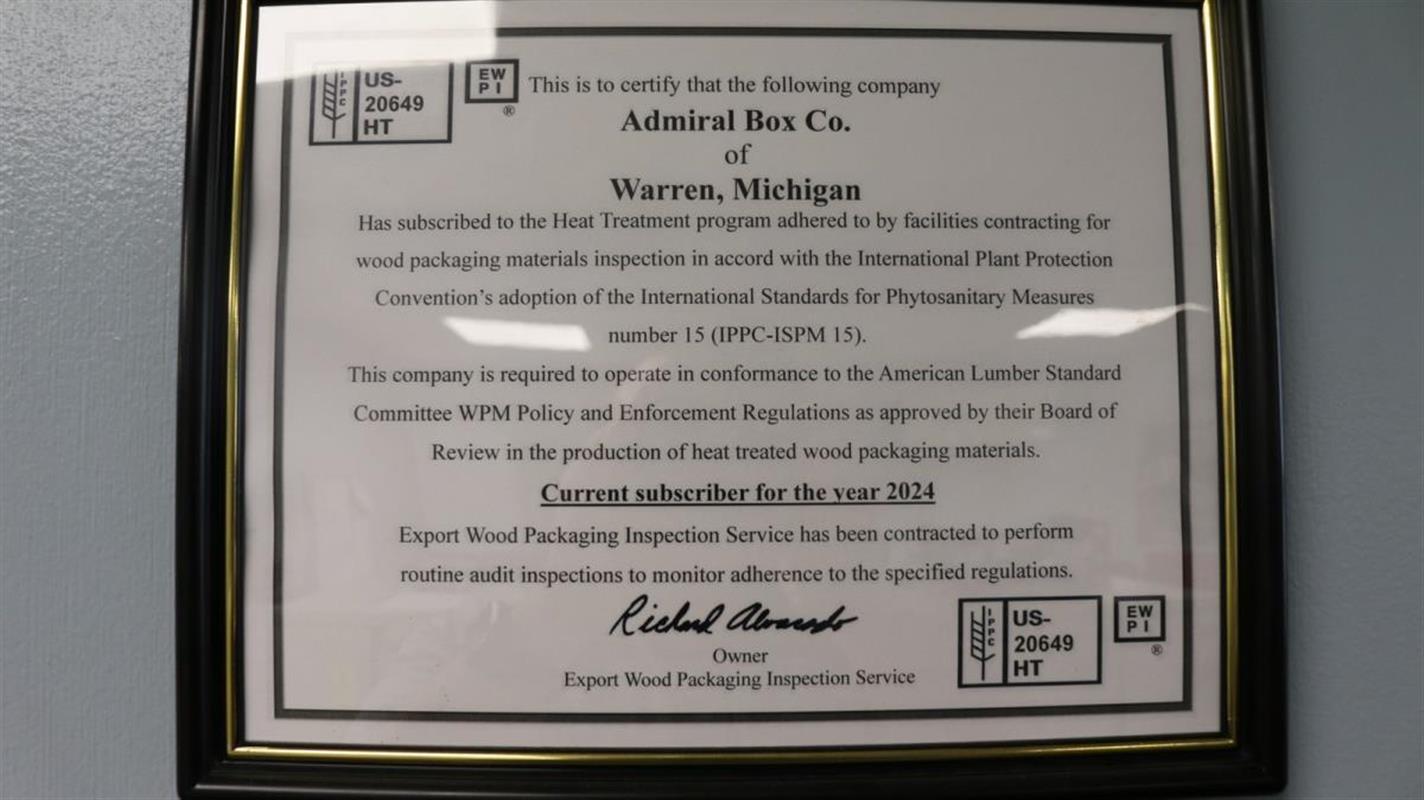 IPPC
US-
20649
HT
EW
PI
®
This is to certify that the following company
Admiral Box Co.
of
Warren, Michigan
Has subscribed to the Heat Treatment program adhered to by facilities contracting for
wood packaging materials inspection in accord with the International Plant Protection
Convention's adoption of the International Standards for Phytosanitary Measures
number 15 (IPPC-ISPM 15).
This company is required to operate in conformance to the American Lumber Standard
Committee WPM Policy and Enforcement Regulations as approved by their Board of
Review in the production of heat treated wood packaging materials.
Current subscriber for the year 2024
Export Wood Packaging Inspection Service has been contracted to perform
routine audit inspections to monitor adherence to the specified regulations.
Richard Alvarado
Owner
Export Wood Packaging Inspection Service
IPPC
US-
20649
HT
EW
PI
®